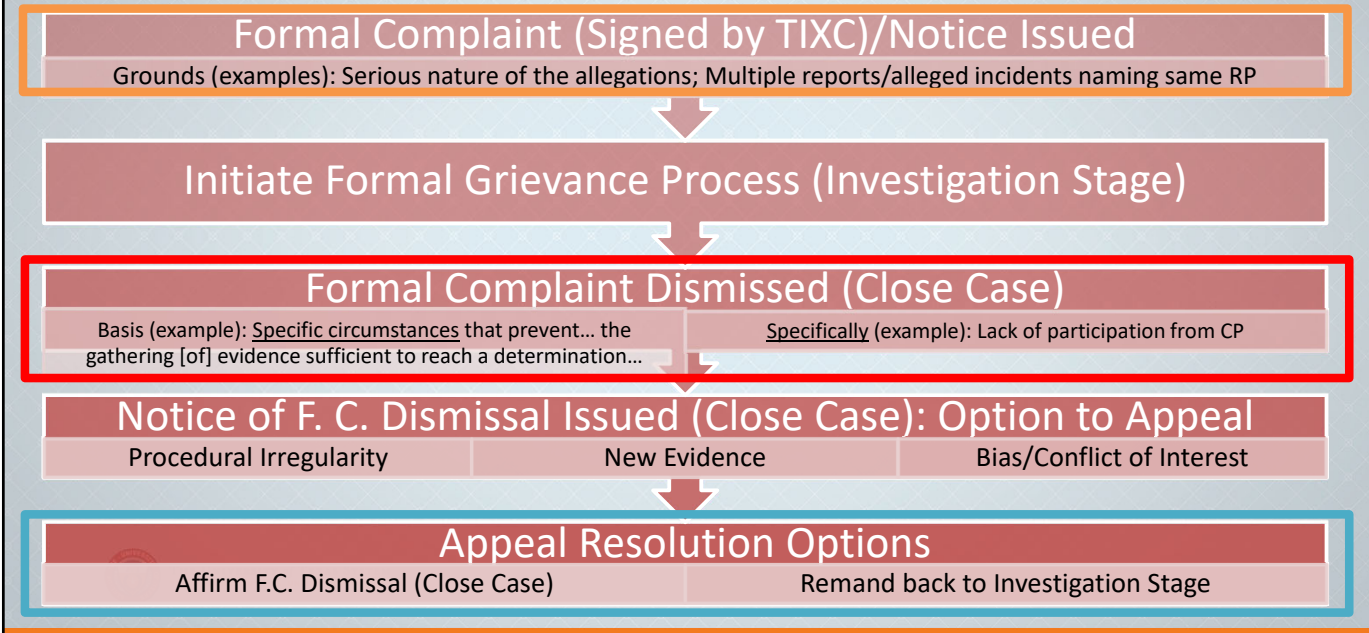 Formal Complaint (Signed by TIXC)/Notice Issued
Grounds (examples): Serious nature of the allegations; Multiple reports/alleged incidents naming same RP
Initiate Formal Grievance Process (Investigation Stage)
Formal Complaint Dismissed (Close Case)
Basis (example): Specific circumstances that prevent… the
gathering [of] evidence sufficient to reach a determination…
Specifically (example): Lack of participation from CP
Notice of F. C. Dismissal Issued (Close Case): Option to Appeal
Procedural Irregularity
New Evidence
Bias/Conflict of Interest
Appeal Resolution Options
Affirm F.C. Dismissal (Close Case)
Remand back to Investigation Stage